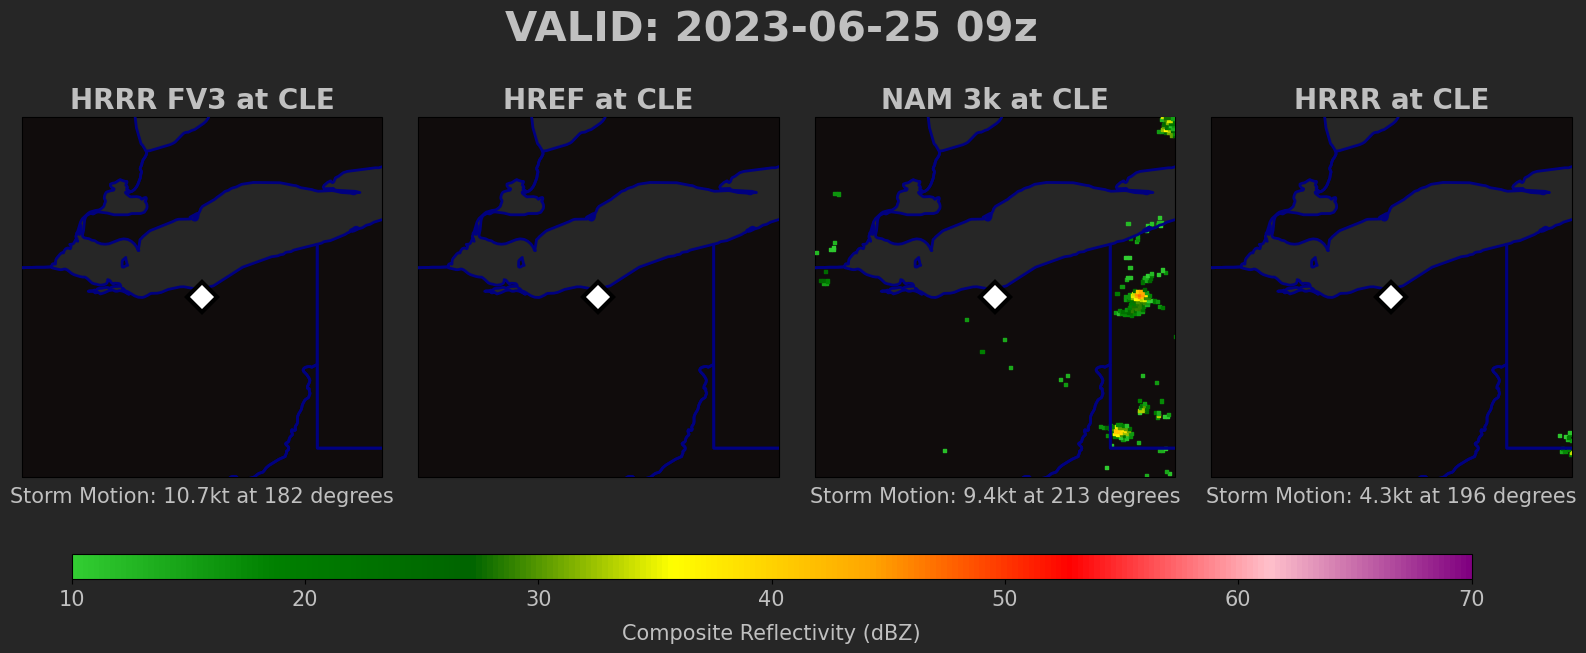 VALID: 2023-06-25 09z
HRRR FV3 at CLE
HREF at CLE
NAM 3k at CLE
HRRR at CLE
Storm Motion: 10.7kt at 182 degrees
Storm Motion: 9.4kt at 213 degrees
Storm Motion: 4.3kt at 196 degrees
10 20 30 40 50 60 70
Composite Reflectivity (dBZ)